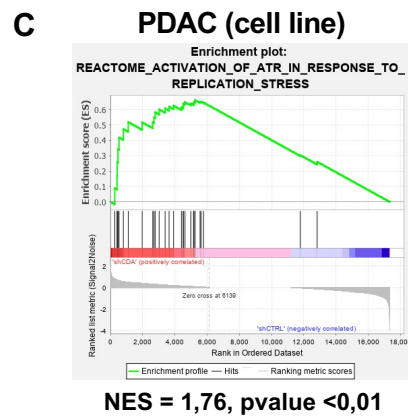 C
PDAC (cell line)
Enrichment plot:
REACTOME_ACTIVATION_OF_ATR_IN_RESPONSE_TO_
REPLICATION_STRESS
Enrichment score (ES)
0.6
0.5
0.4
0.3
0.2
0.1
0.0
'shCDA' (positively correlated)
Ranked list metric (Signal2Noise)
2
0
-2
-4
Zero cross at 6139
'shCTRL' (negatively correlated)
0 2,000 4,000 6,000 8,000 10,000 12,000 14,000 16,000 18,00
Rank in Ordered Dataset
Enrichment profile Hits Ranking metric scores
NES = 1,76, pvalue <0,01